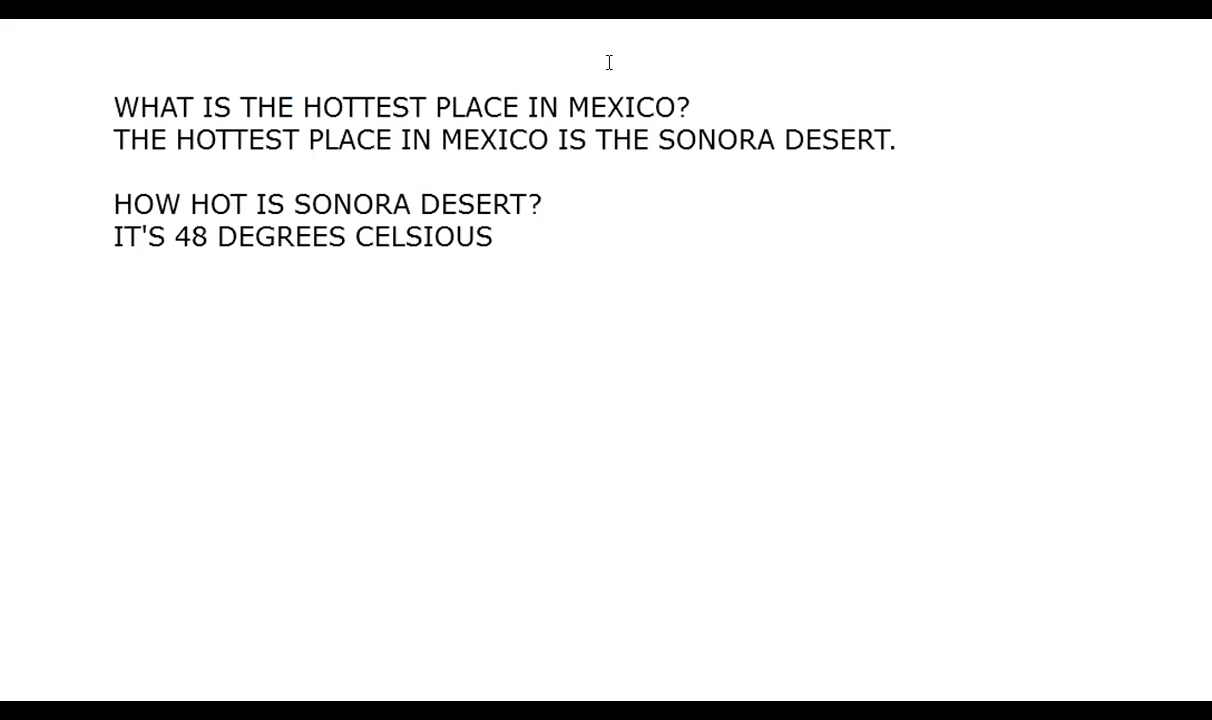 WHAT IS THE HOTTEST PLACE IN MEXICO?
THE HOTTEST PLACE IN MEXICO IS THE SONORA DESERT.
HOW HOT IS SONORA DESERT?
IT'S 48 DEGREES CELSIOUS